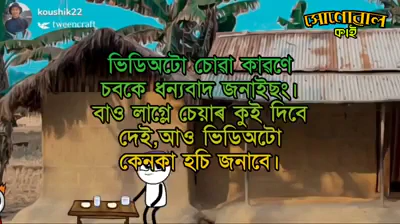 koushik22
tweencraft
সোণোৱাল
কাই
ভিডিঅটো চোৱা কাৰণে
চবকে ধন্যবাদ জনাইছং।
বাও লাগ্লে চেয়াৰ কুই দিবে
দেই,আও ভিডিঅটো
কেনকা হচি জনাবে।